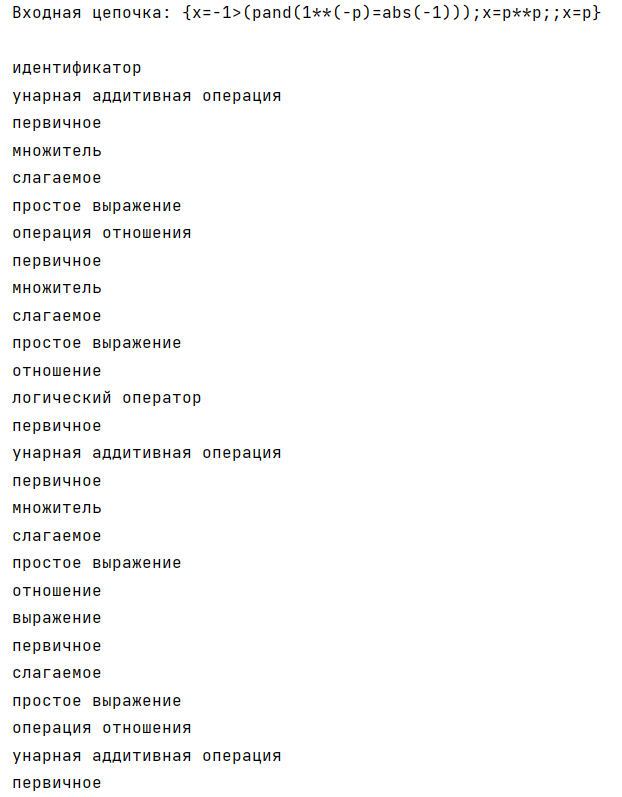 Входная цепочка: {x=-1>(pand(1**(-p)=abs(-1)));x=p**p;;x=p}
идентификатор
унарная аддитивная операция
первичное
множитель
слагаемое
простое выражение
операция отношения
первичное
множитель
слагаемое
простое выражение
отношение
логический оператор
первичное
унарная аддитивная операция
первичное
множитель
слагаемое
простое выражение
отношение
выражение
первичное
слагаемое
простое выражение
операция отношения
унарная аддитивная операция
первичное